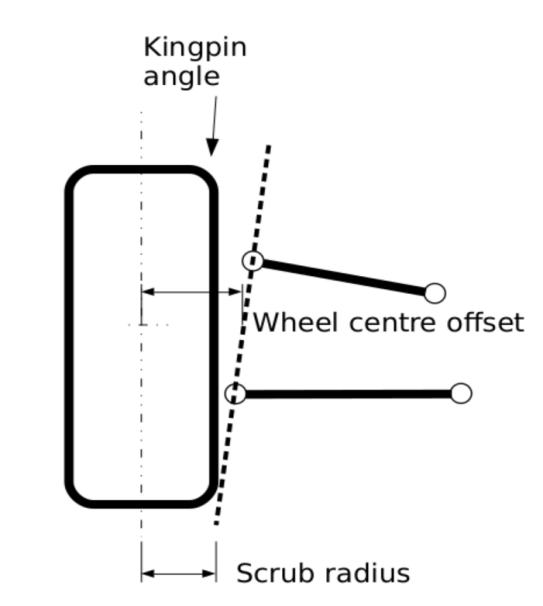 Kingpin
angle
Wheel centre offset
Scrub radius